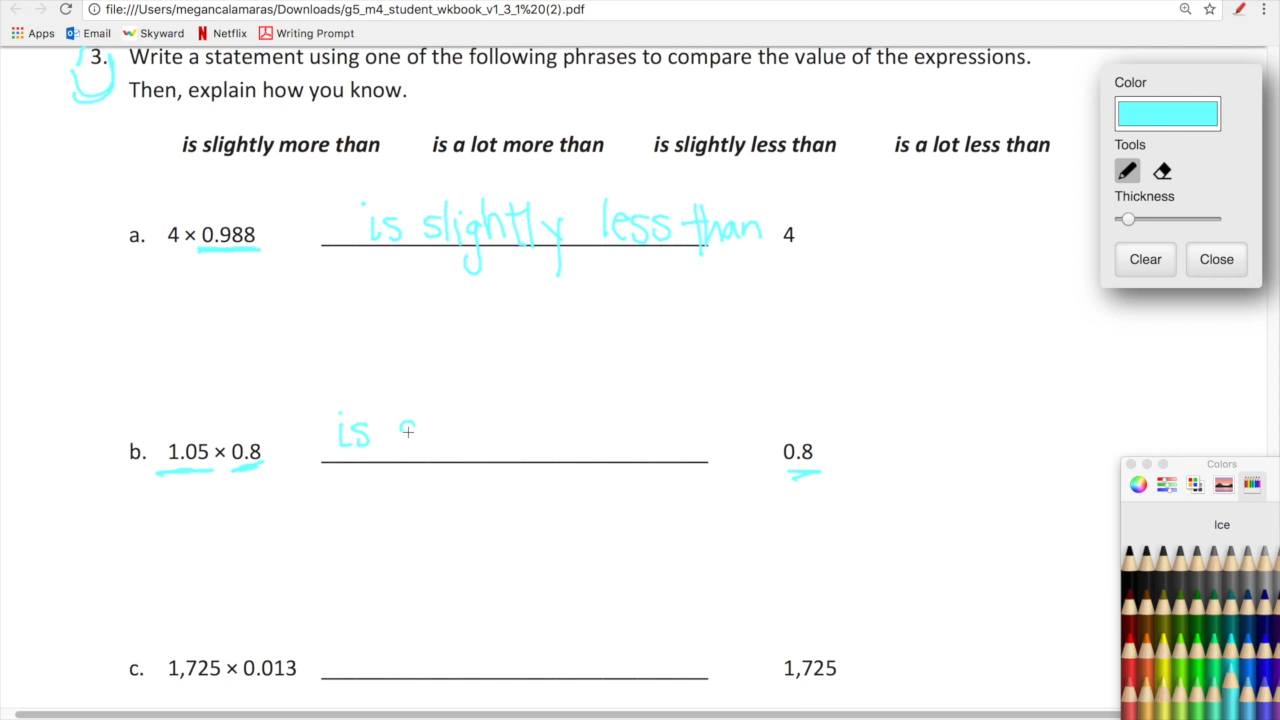 file:///Users/megancalamaras/Downloads/g5_m4_student_wkbook_v1_3_1%20(2).pdf
Apps Email Skyward Netflix Writing Prompt
3. Write a statement using one of the following phrases to compare the value of the expressions.
Then, explain how you know.
is slightly more than is a lot more than is slightly less than is a lot less than
a. 4 × 0.988 is slightly less than 4
b. 1.05 × 0.8 is 0.8
c. 1,725 × 0.013 1,725
Color
Tools
Thickness
Clear Close
Colors
Ice